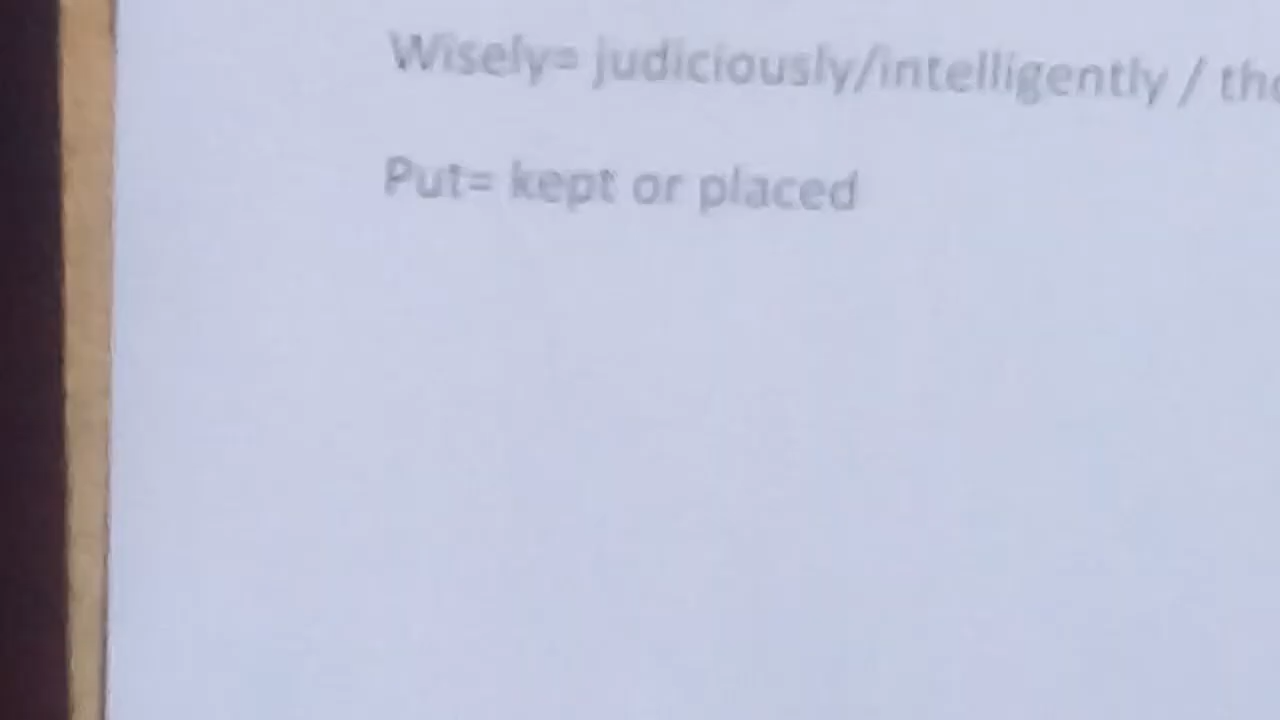 Wisely= judiciously/intelligently /
Put= kept or placed